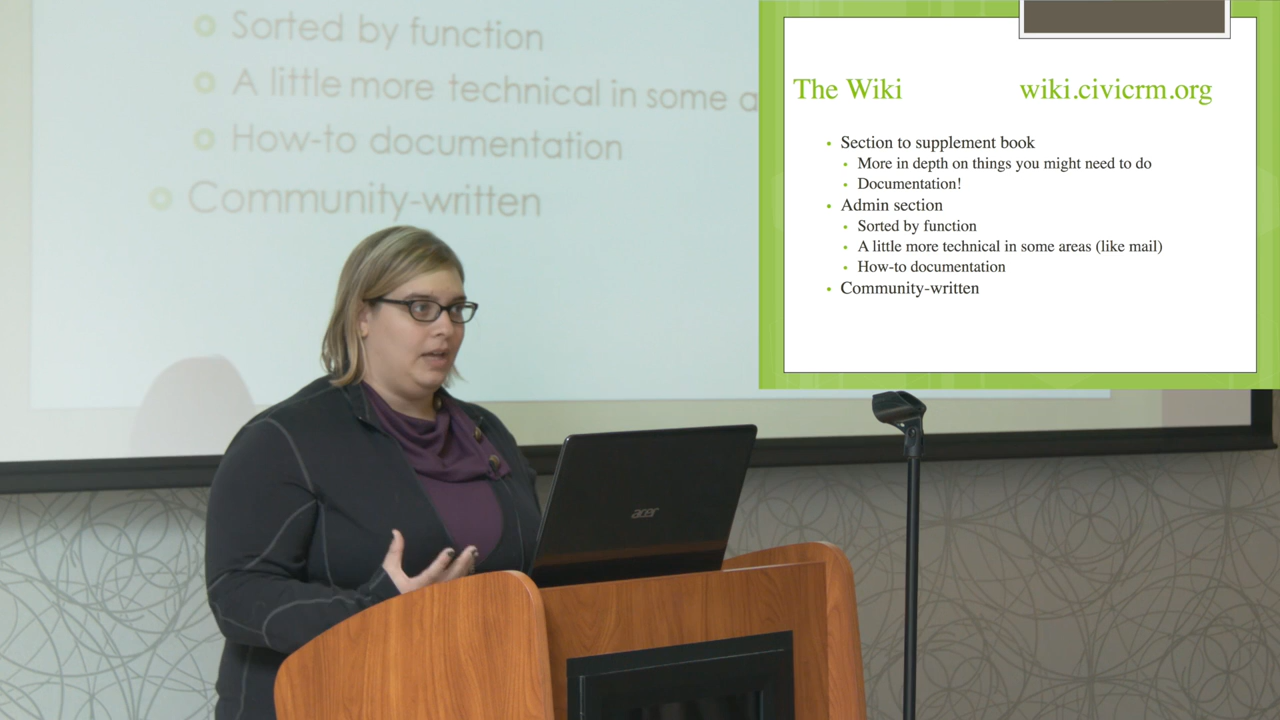 Sorted by function
A little more technical in some a
How-to documentation
Community-written
The Wiki wiki.civicrm.org
Section to supplement book
More in depth on things you might need to do
Documentation!
Admin section
Sorted by function
A little more technical in some areas (like mail)
How-to documentation
Community-written
acer